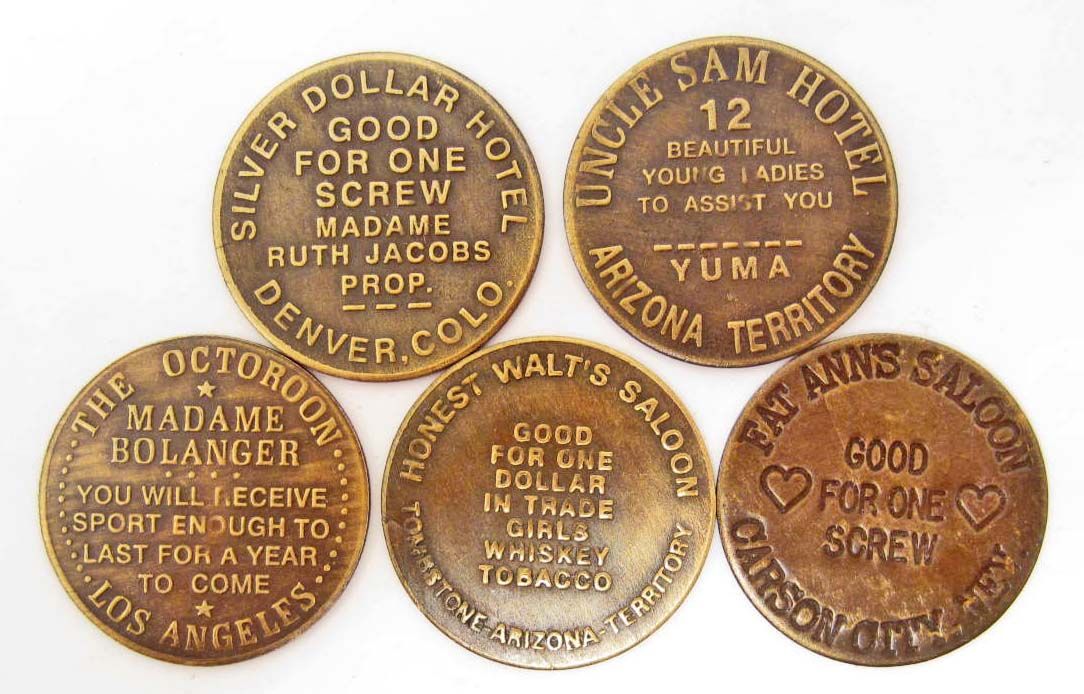 SILVER DOLLAR HOTEL
GOOD
FOR ONE
SCREW
MADAME
RUTH JACOBS
PROP.
DENVER, COLO.
UNCLE SAM HOTEL
12
BEAUTIFUL
YOUNG LADIES
TO ASSIST YOU
YUMA
ARIZONA TERRITORY
THE OCTOROON
MADAME
BOLANGER
YOU WILL RECEIVE
SPORT ENOUGH TO
LAST FOR A YEAR
TO COME
LOS ANGELES
HONEST WALT'S SALOON
GOOD
FOR ONE
DOLLAR
IN TRADE
GIRLS
WHISKEY
TOBACCO
TOMBSTONE-ARIZONA-TERRITORY
FAT ANN'S SALOON
GOOD
FOR ONE
SCREW
CARSON CITY, NEV.